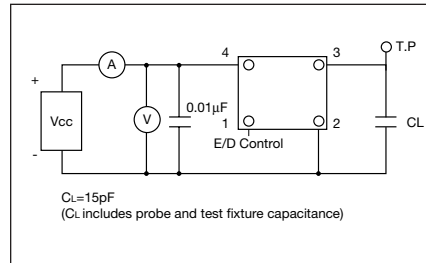 T.P
A
4
3
+
Vcc
V
0.01μF
CL
1
2
E/D Control
-
CL=15pF
(CL includes probe and test fixture capacitance)